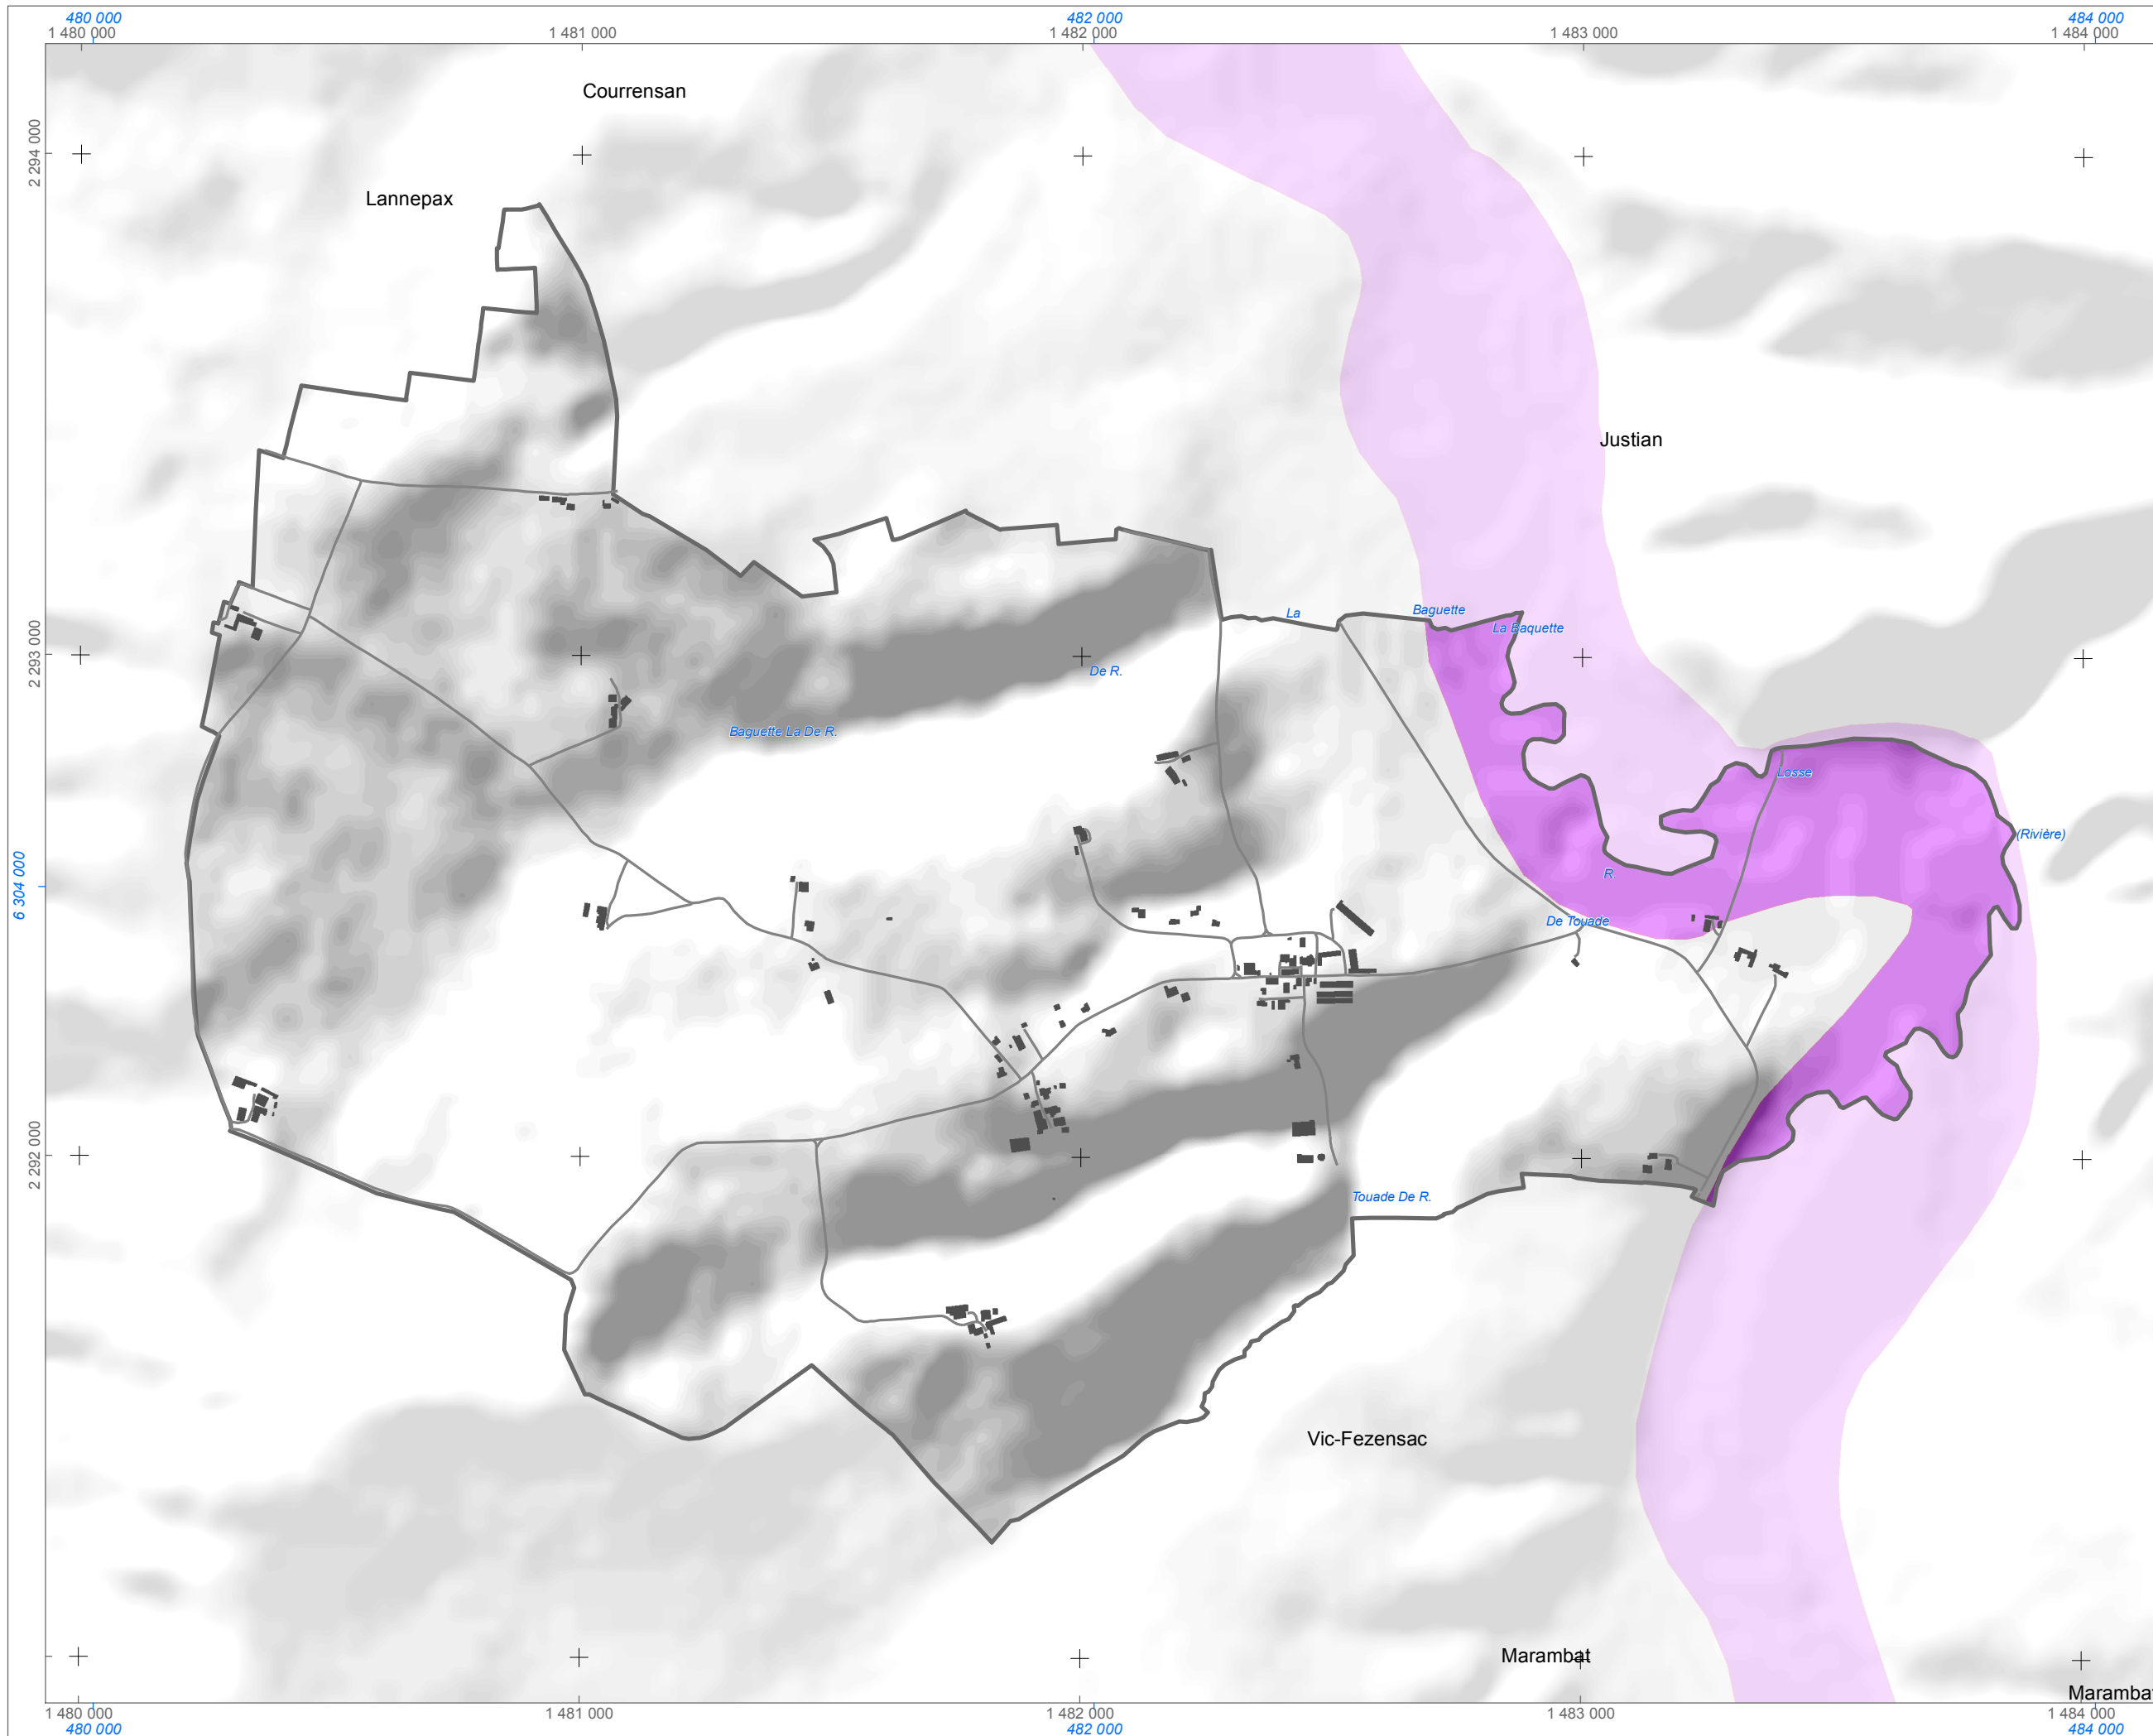 480 000 482 000 484 000
1 480 000 1 481 000 1 482 000 1 483 000 1 484 000
Courrensan
2 294 000
Lannepax
Justian
La Baguette
La Baquette
2 293 000
De R.
Baguette La De R.
Losse
(Rivière)
R.
6 304 000
De Touade
2 292 000
Touade De R.
Vic-Fezensac
Marambat
Maramba
1 480 000 1 481 000 1 482 000 1 483 000 1 484 000
480 000 482 000 484 000